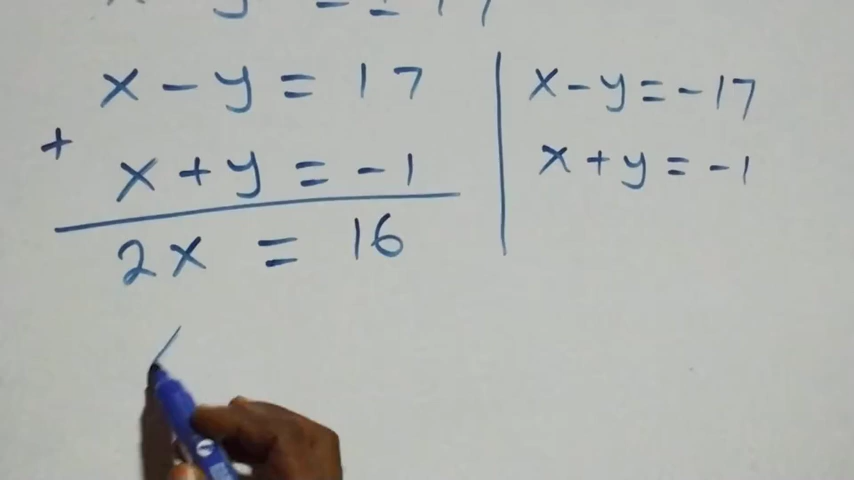 x - y = 17
+
x + y = -1
2x = 16
x - y = -17
x + y = -1